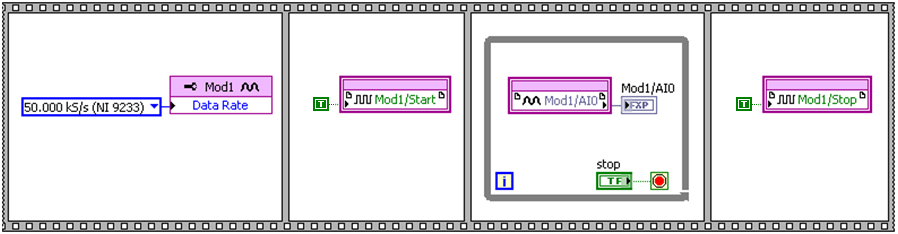 Mod1
50.000 kS/s (NI 9233)
Data Rate
T
Mod1/Start
Mod1/AI0
Mod1/AI0
FXP
stop
i
TF
T
Mod1/Stop